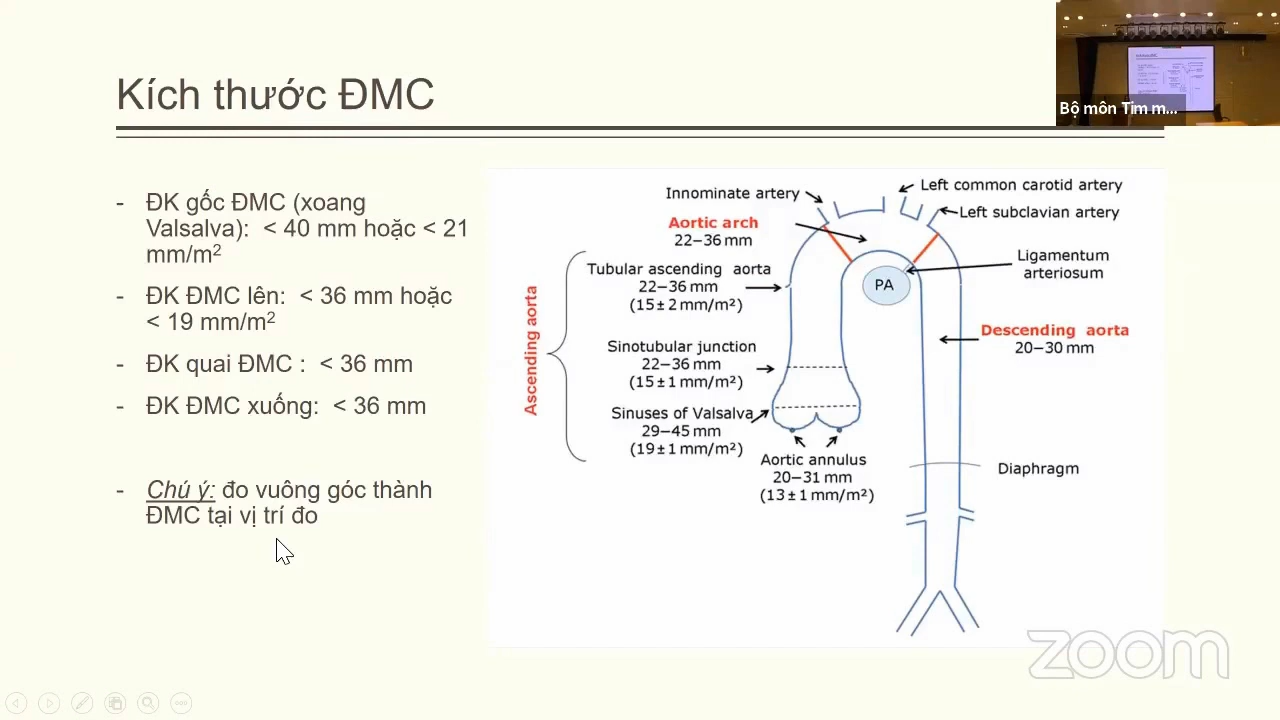 Kích thước ĐMC
Bộ môn Tim m...
- ĐK gốc ĐMC (xoang
Valsalva): < 40 mm hoặc < 21
mm/m²
- ĐK ĐMC lên: < 36 mm hoặc
< 19 mm/m²
- ĐK quai ĐMC : < 36 mm
- ĐK ĐMC xuống: < 36 mm
- Chú ý: đo vuông góc thành
ĐMC tại vị trí đo
Innominate artery
Left common carotid artery
Left subclavian artery
Aortic arch
22–36 mm
Ligamentum
arteriosum
Tubular ascending aorta
22–36 mm
(15 ± 2 mm/m²)
PA
Ascending aorta
Descending aorta
20–30 mm
Sinotubular junction
22–36 mm
(15 ± 1 mm/m²)
Sinuses of Valsalva
29–45 mm
(19 ± 1 mm/m²)
Aortic annulus
20–31 mm
(13 ± 1 mm/m²)
Diaphragm
zoom